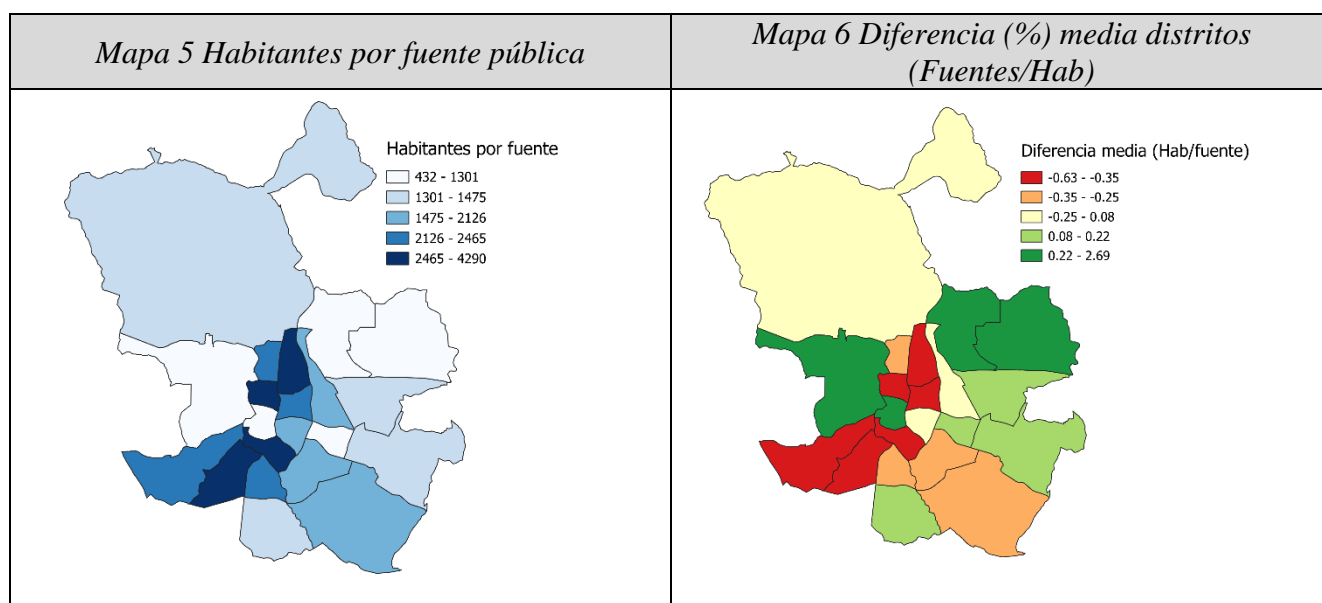 Mapa 5 Habitantes por fuente pública
Mapa 6 Diferencia (%) media distritos
(Fuentes/Hab)
Habitantes por fuente
432 - 1301
1301 - 1475
1475 - 2126
2126 - 2465
2465 - 4290
Diferencia media (Hab/fuente)
-0.63 - -0.35
-0.35 - -0.25
-0.25 - 0.08
0.08 - 0.22
0.22 - 2.69